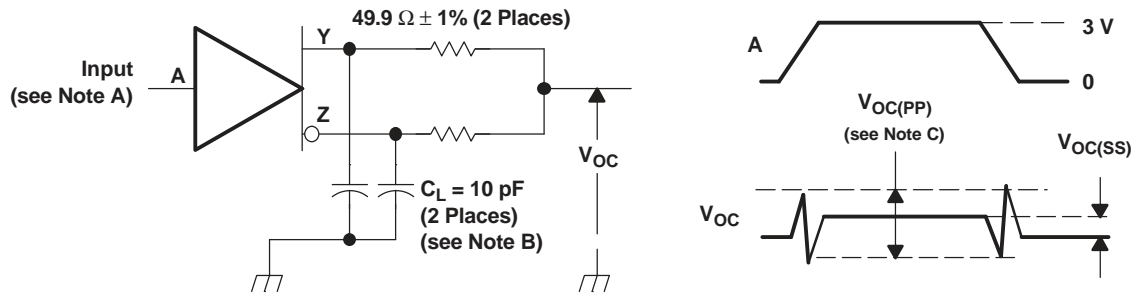 49.9 Ω ± 1% (2 Places)
Y
Input
(see Note A)
A
Z
V_OC
C_L = 10 pF
(2 Places)
(see Note B)
A
3 V
0
V_OC(PP)
(see Note C)
V_OC(SS)
V_OC